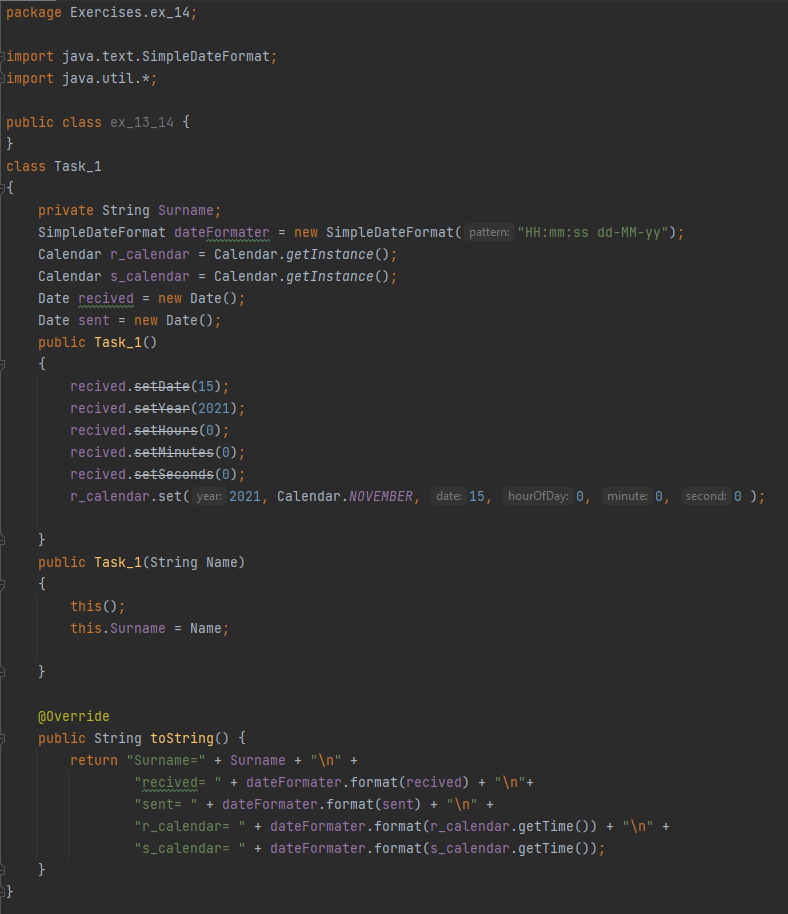 package Exercises.ex_14;
import java.text.SimpleDateFormat;
import java.util.*;
public class ex_13_14 {
}
class Task_1
{
private String Surname;
SimpleDateFormat dateFormater = new SimpleDateFormat( pattern: "HH:mm:ss dd-MM-yy");
Calendar r_calendar = Calendar.getInstance();
Calendar s_calendar = Calendar.getInstance();
Date recived = new Date();
Date sent = new Date();
public Task_1()
{
recived.setDate(15);
recived.setYear(2021);
recived.setHours(0);
recived.setMinutes(0);
recived.setSeconds(0);
r_calendar.set( year: 2021, Calendar.NOVEMBER, date: 15, hourOfDay: 0, minute: 0, second: 0 );
}
public Task_1(String Name)
{
this();
this.Surname = Name;
}
@Override
public String toString() {
return "Surname=" + Surname + "\n" +
"recived= " + dateFormater.format(recived) + "\n"+
"sent= " + dateFormater.format(sent) + "\n" +
"r_calendar= " + dateFormater.format(r_calendar.getTime()) + "\n" +
"s_calendar= " + dateFormater.format(s_calendar.getTime());
}
}